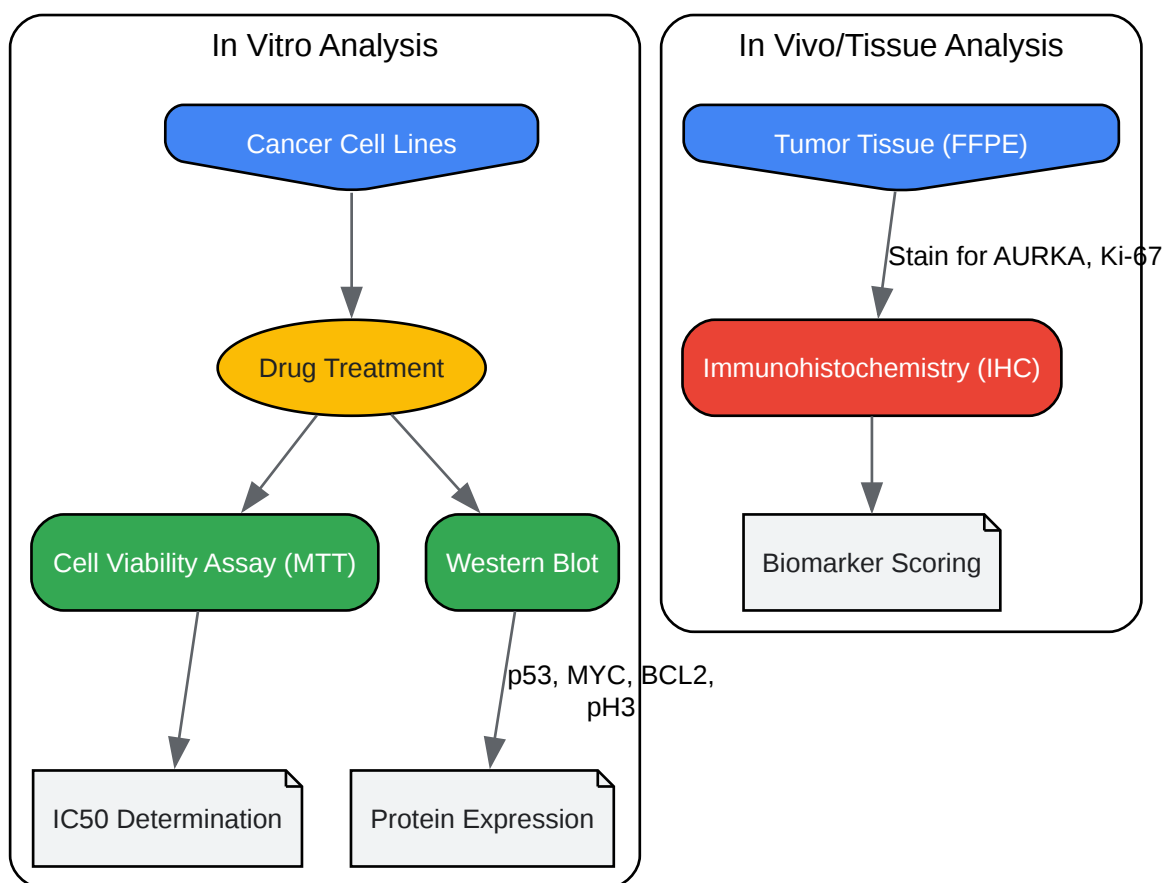 In Vitro Analysis
Cancer Cell Lines
Drug Treatment
Cell Viability Assay (MTT)
Western Blot
p53, MYC, BCL2,
pH3
IC50 Determination
Protein Expression
In Vivo/Tissue Analysis
Tumor Tissue (FFPE)
Stain for AURKA, Ki-67
Immunohistochemistry (IHC)
Biomarker Scoring